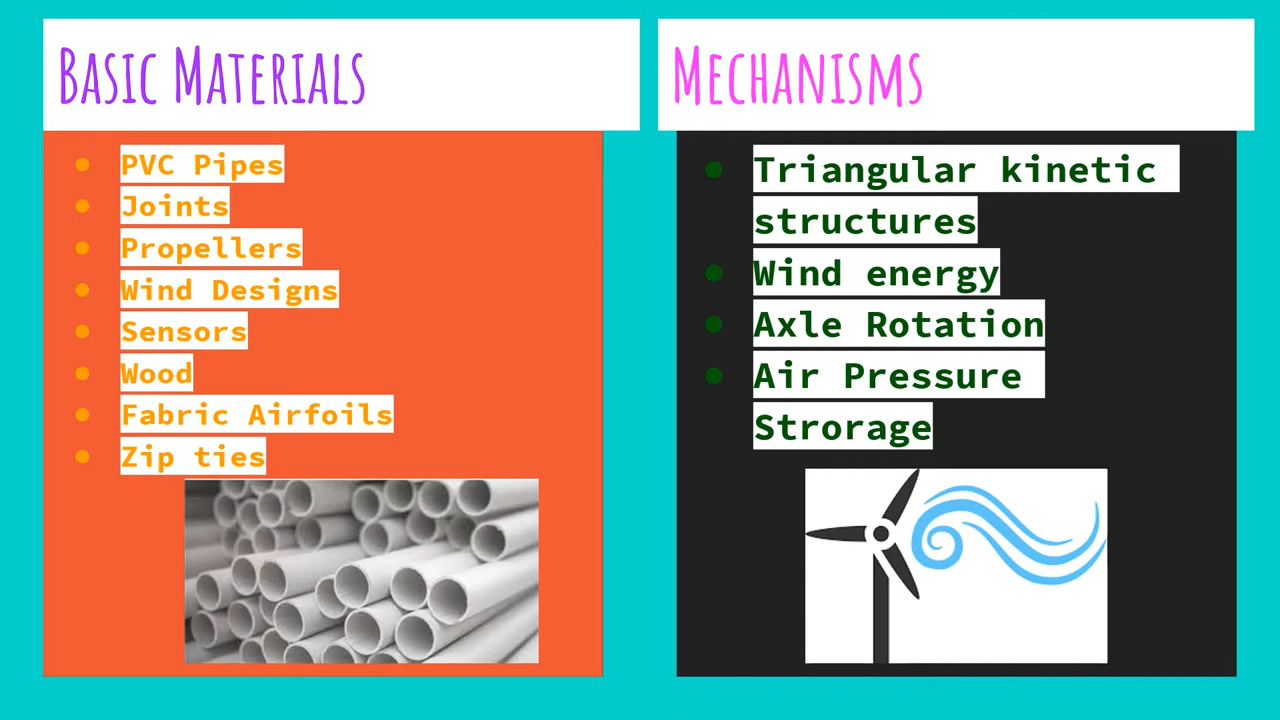 Basic Materials
PVC Pipes
Joints
Propellers
Wind Designs
Sensors
Wood
Fabric Airfoils
Zip ties
Mechanisms
Triangular kinetic
structures
Wind energy
Axle Rotation
Air Pressure
Strorage